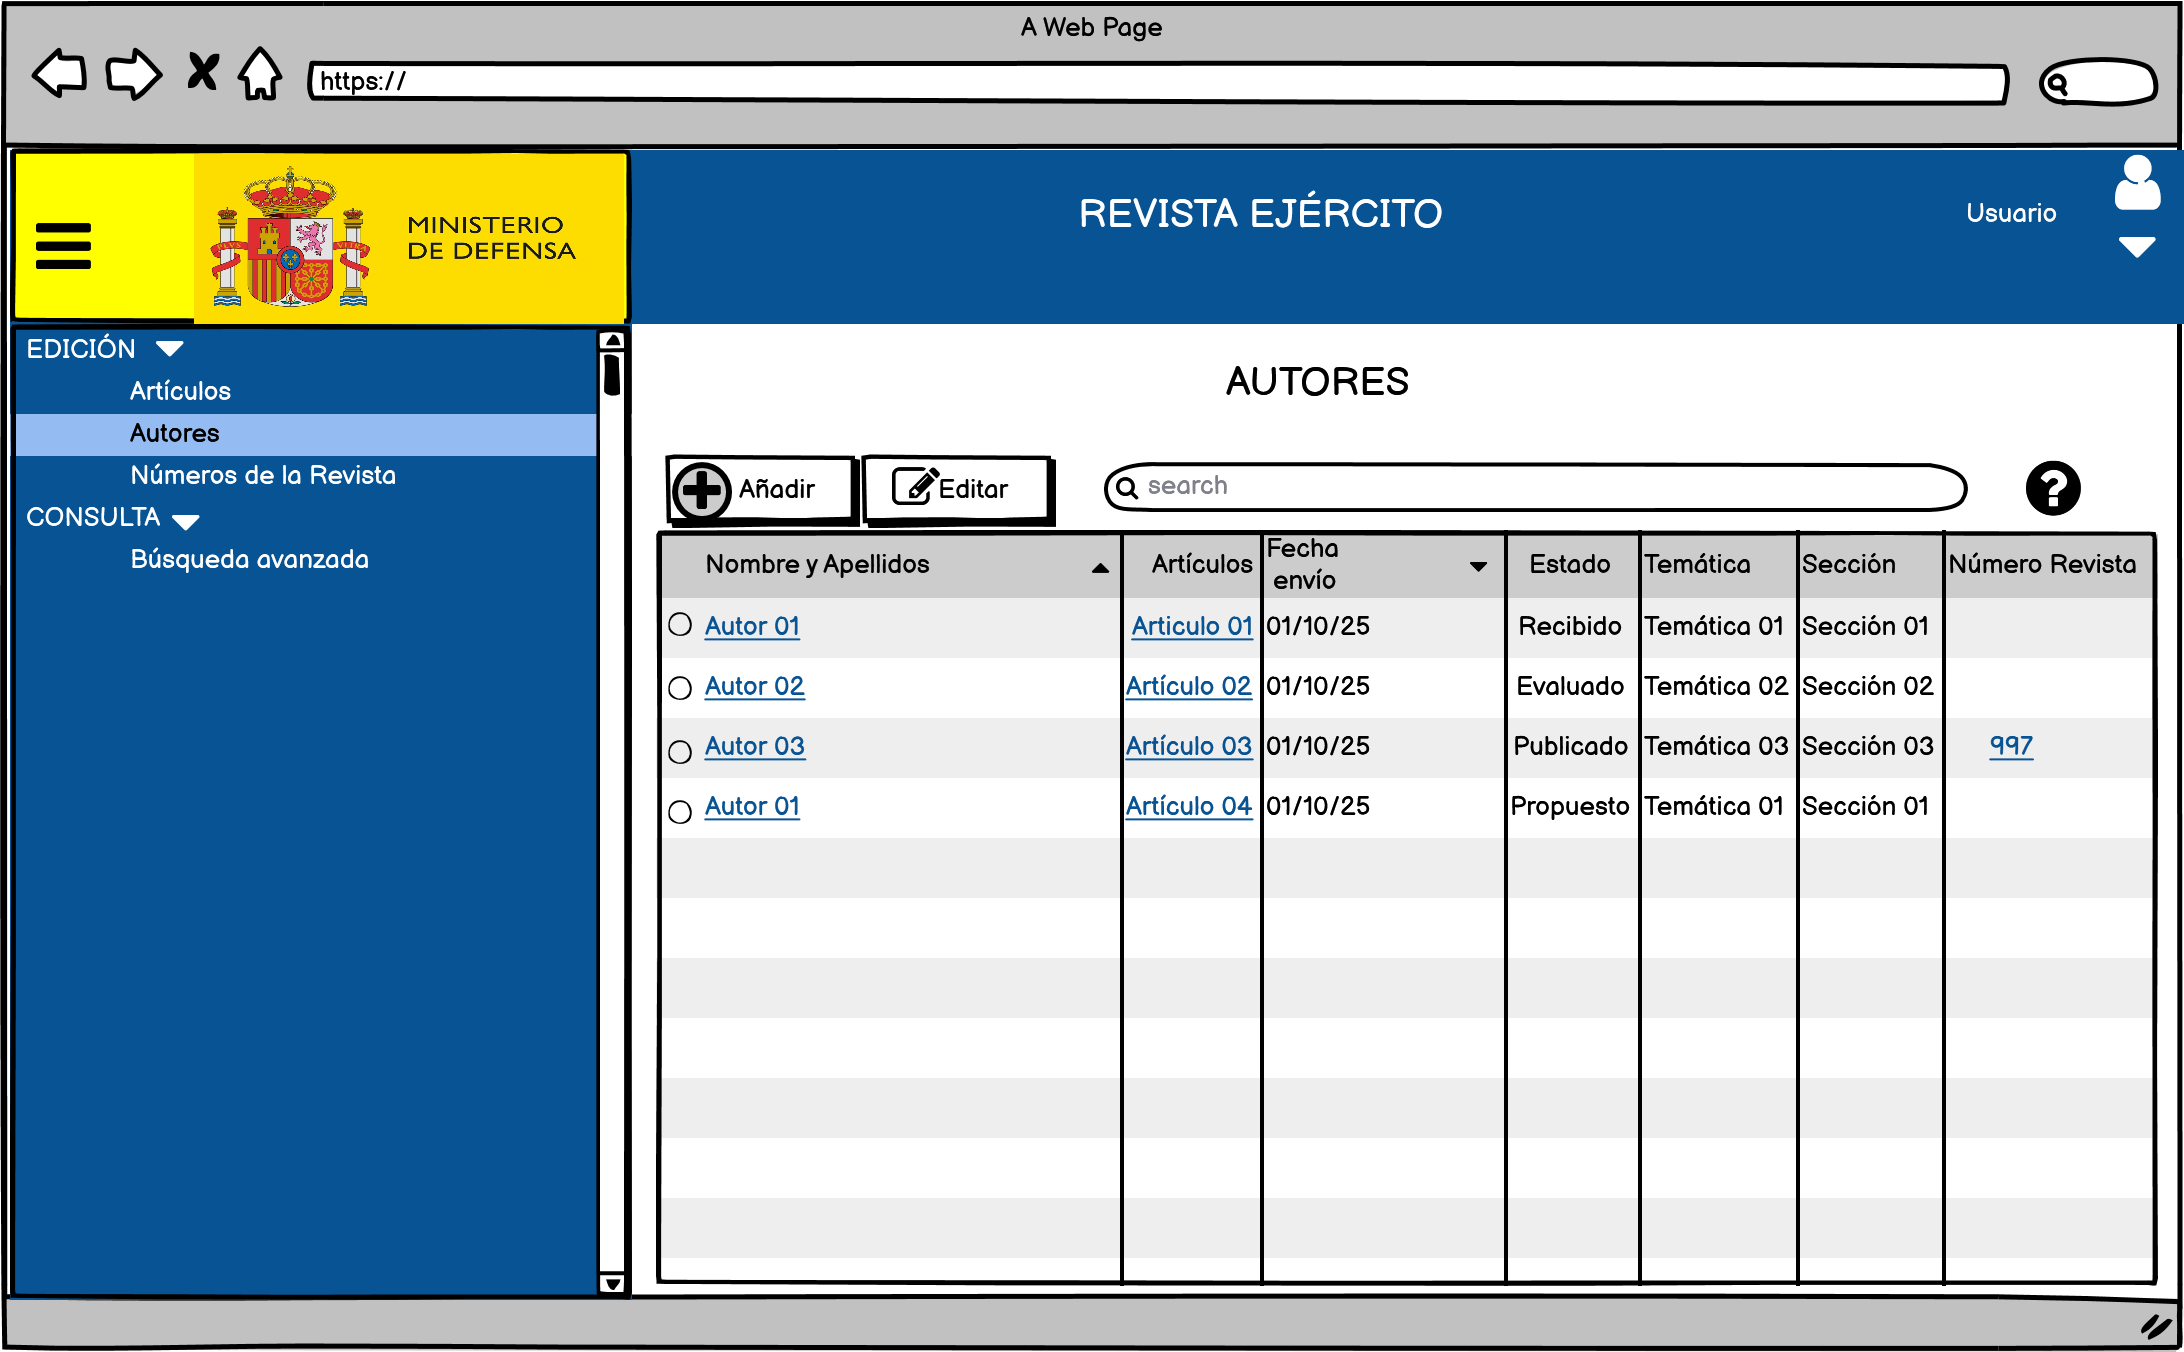 A Web Page
https://
MINISTERIO
DE DEFENSA
REVISTA EJÉRCITO
Usuario
EDICIÓN
Artículos
Autores
Números de la Revista
CONSULTA
Búsqueda avanzada
AUTORES
Añadir Editar search ?
Nombre y Apellidos Artículos Fecha envío Estado Temática Sección Número Revista
Autor 01 Articulo 01 01/10/25 Recibido Temática 01 Sección 01
Autor 02 Artículo 02 01/10/25 Evaluado Temática 02 Sección 02
Autor 03 Artículo 03 01/10/25 Publicado Temática 03 Sección 03 997
Autor 01 Artículo 04 01/10/25 Propuesto Temática 01 Sección 01